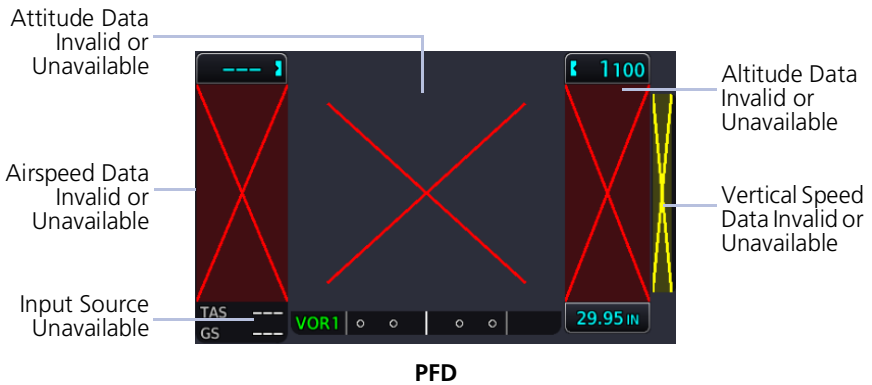 Attitude Data
Invalid or
Unavailable
--- 
1100
Altitude Data
Invalid or
Unavailable
Airspeed Data
Invalid or
Unavailable
Vertical Speed
Data Invalid or
Unavailable
Input Source
Unavailable
TAS ---
GS ---
VOR1
29.95 IN
PFD